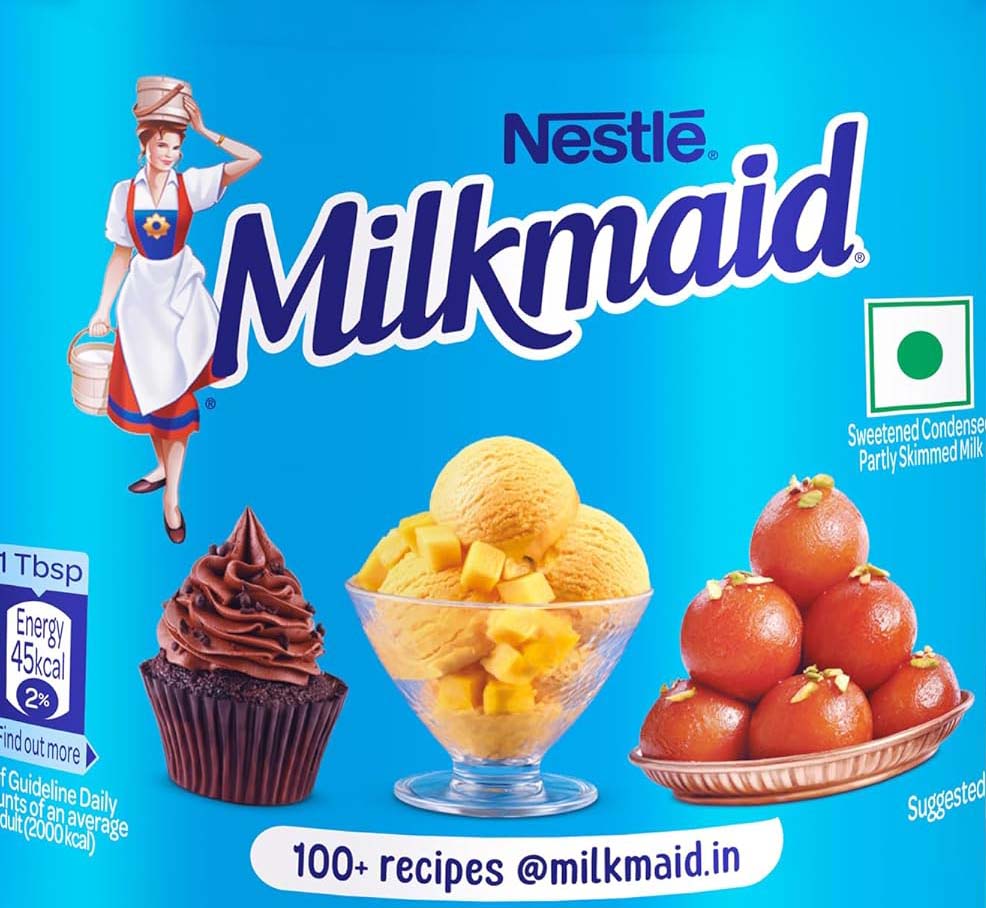 Nestlé®
Milkmaid®
®
Sweetened Condense
Partly Skimmed Milk
1 Tbsp
Energy
45kcal
2%
Find out more
f Guideline Daily
unts of an average
dult (2000 kcal)
Suggested
100+ recipes @milkmaid.in